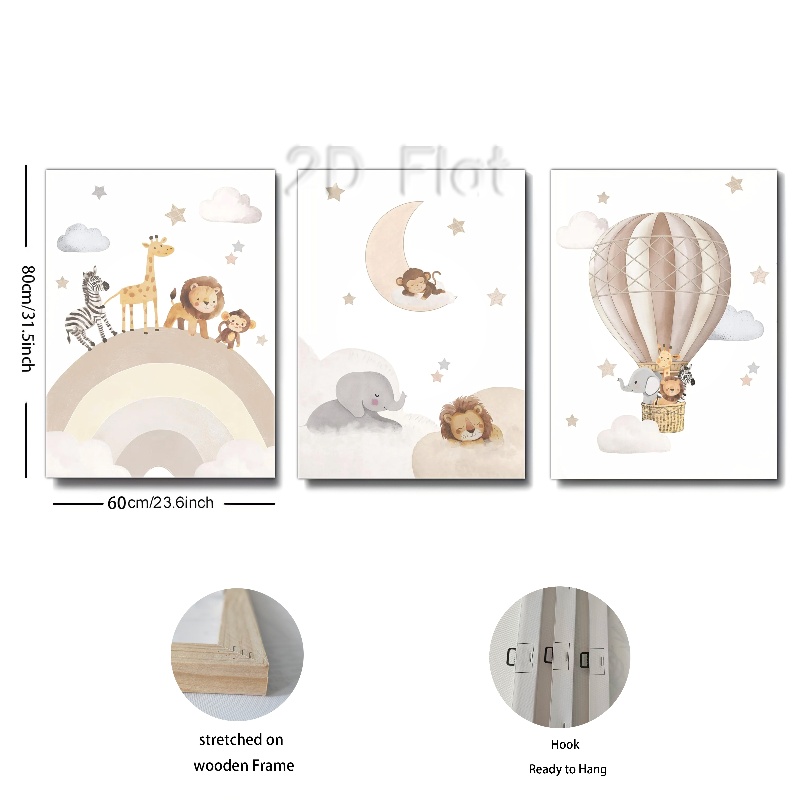 2D Flat
80cm/31.5inch
60cm/23.6inch
stretched on
wooden Frame
Hook
Ready to Hang